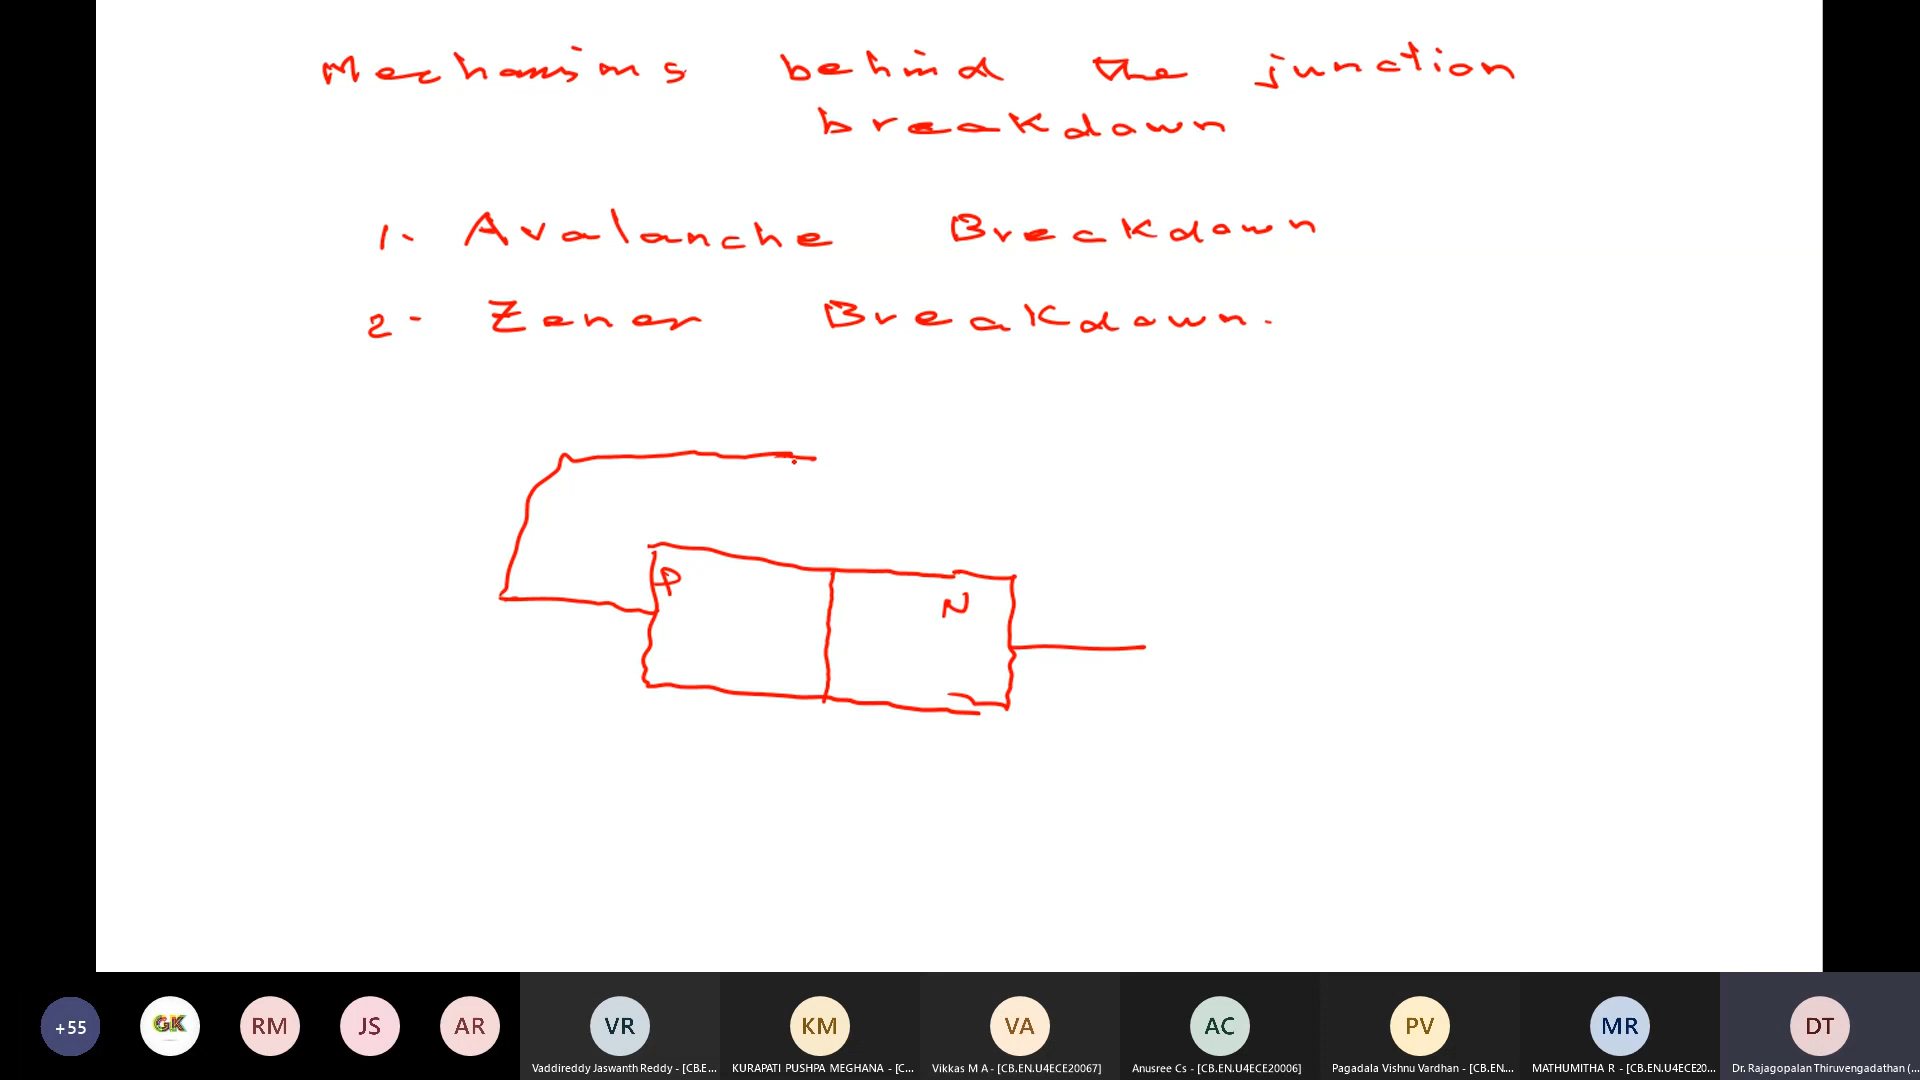 Mechanisms behind the junction
breakdown
1. Avalanche Breakdown
2. Zener Breakdown.
P
N
+55
GK
RM
JS
AR
VR
KM
VA
AC
PV
MR
DT
Vaddireddy Jaswanth Reddy - [CB.E...
KURAPATI PUSHPA MEGHANA - [C...
Vikkas M A - [CB.EN.U4ECE20067]
Anusree Cs - [CB.EN.U4ECE20006]
Pagadala Vishnu Vardhan - [CB.EN....
MATHUMITHA R - [CB.EN.U4ECE20...
Dr. Rajagopalan Thiruvengadathan (...